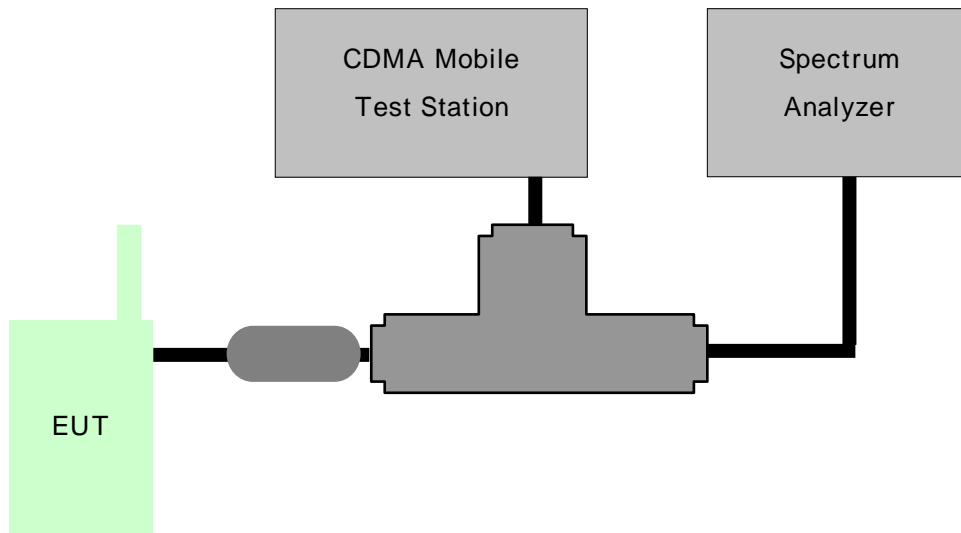 CDMA Mobile
Test Station
Spectrum
Analyzer
EUT